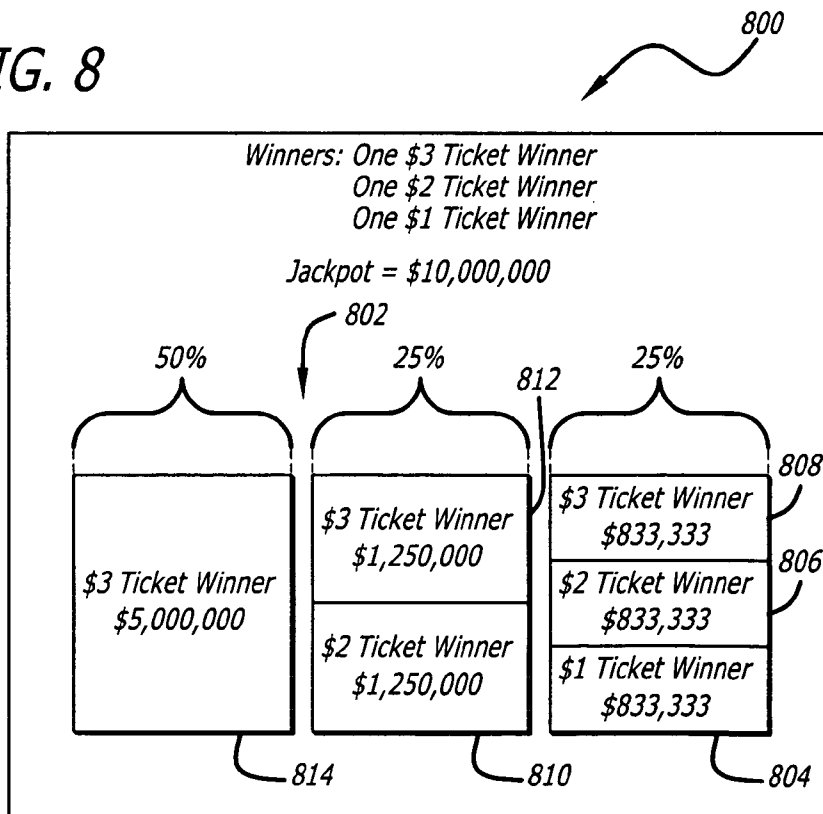 IG. 8
800
Winners: One $3 Ticket Winner
One $2 Ticket Winner
One $1 Ticket Winner
Jackpot = $10,000,000
802
50%
25%
812
25%
808
$3 Ticket Winner
$5,000,000
$3 Ticket Winner
$1,250,000
$2 Ticket Winner
$1,250,000
$3 Ticket Winner
$833,333
806
$2 Ticket Winner
$833,333
$1 Ticket Winner
$833,333
814
810
804